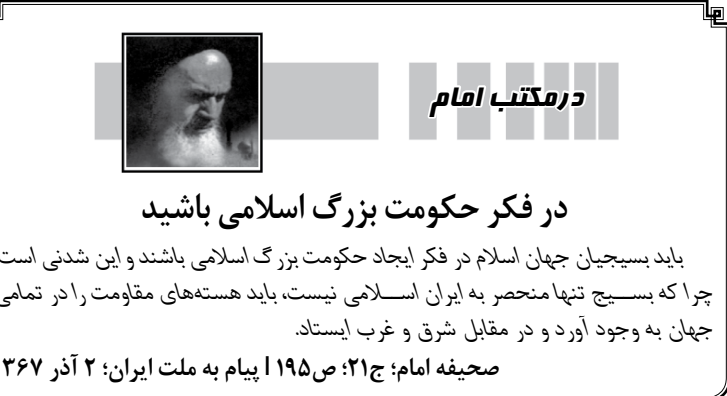 درمکتب امام
در فکر حکومت بزرگ اسلامی باشید
باید بسیجیان جهان اسلام در فکر ایجاد حکومت بزرگ اسلامی باشند و این شدنی است
چرا که بســـیج تنها منحصر به ایران اســـلامی نیست، باید هسته‌های مقاومت را در تمامی
جهان به وجود آورد و در مقابل شرق و غرب ایستاد.
صحیفه امام؛ ج۲۱؛ ص۱۹۵ | پیام به ملت ایران؛ ۲ آذر ۱۳۶۷